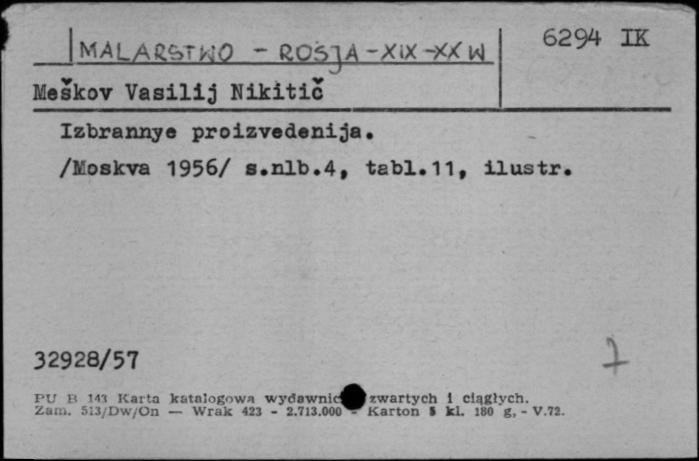 MALARSTWO - ROSJA - XIX - XX W
6294 IK
Meškov Vasilij Nikitič
Izbrannye proizvedenija.
/Moskva 1956/ s.nlb.4, tabl.11, ilustr.
32928/57
7
PU B 143 Karta katalogowa wydawnic zwartych i ciągłych.
Zam. 513/Dw/On — Wrak 423 - 2.713.000 - Karton 5 kl. 180 g, - V.72.